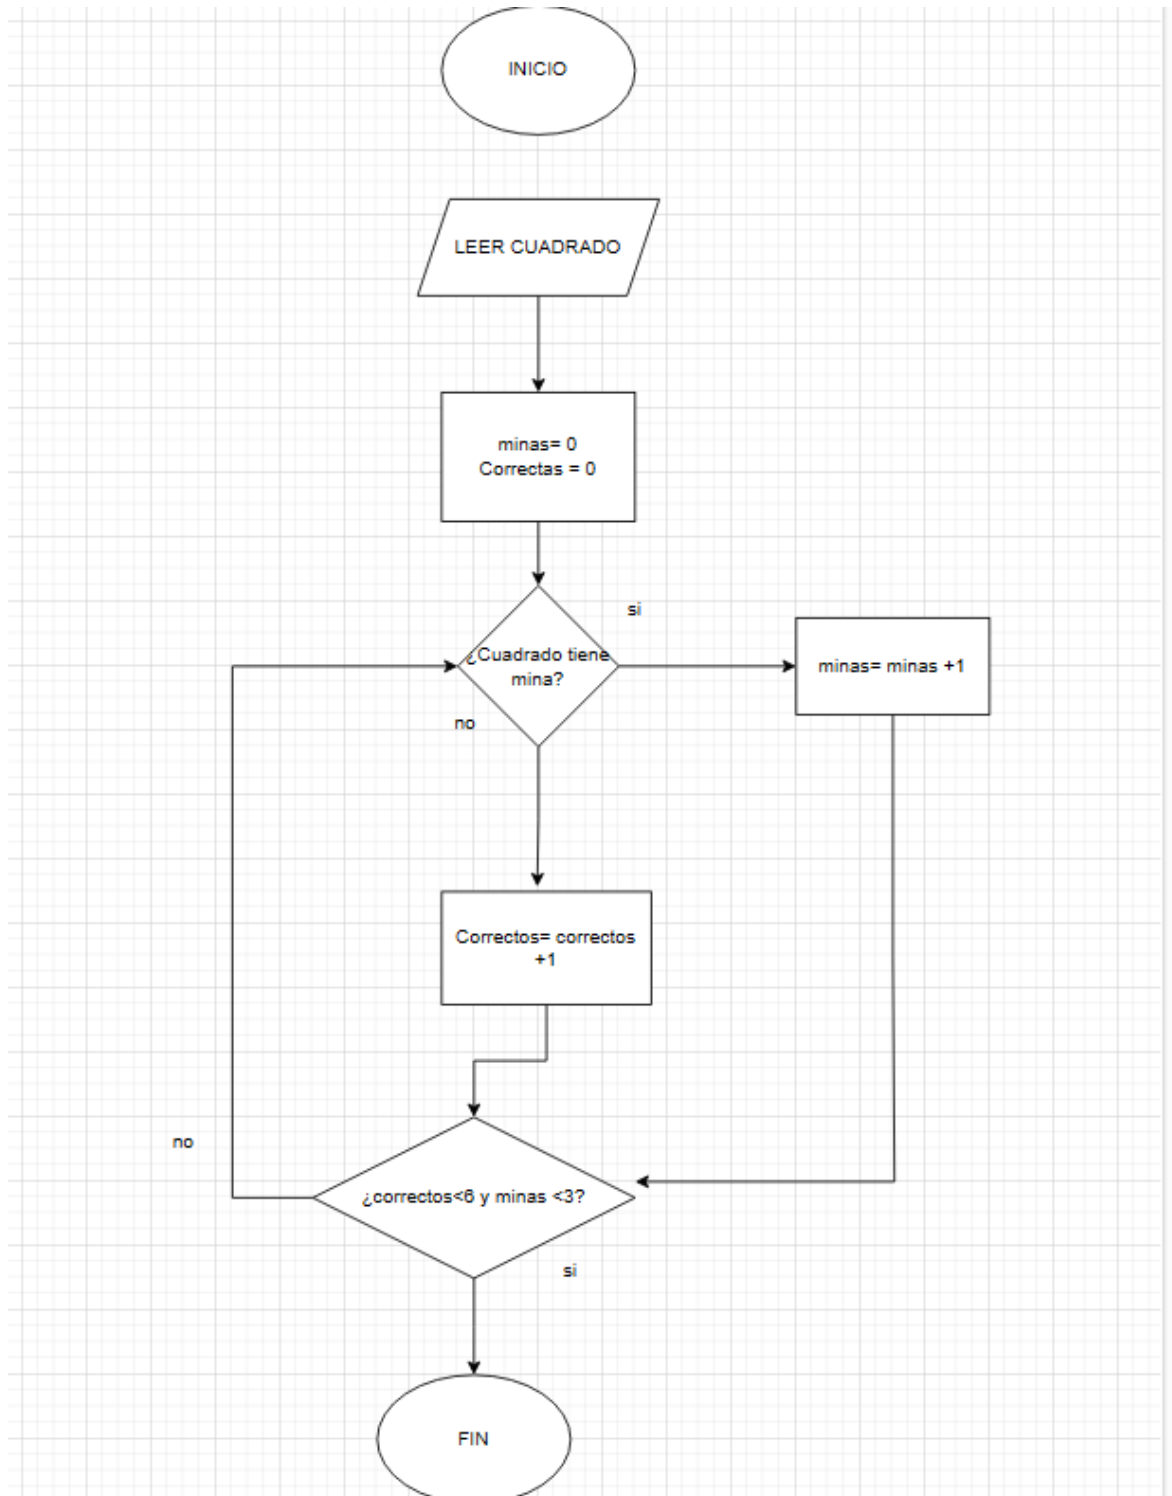 INICIO
LEER CUADRADO
minas= 0
Correctas = 0
si
¿Cuadrado tiene
mina?
minas= minas +1
no
Correctos= correctos
+1
no
¿correctos<6 y minas <3?
si
FIN